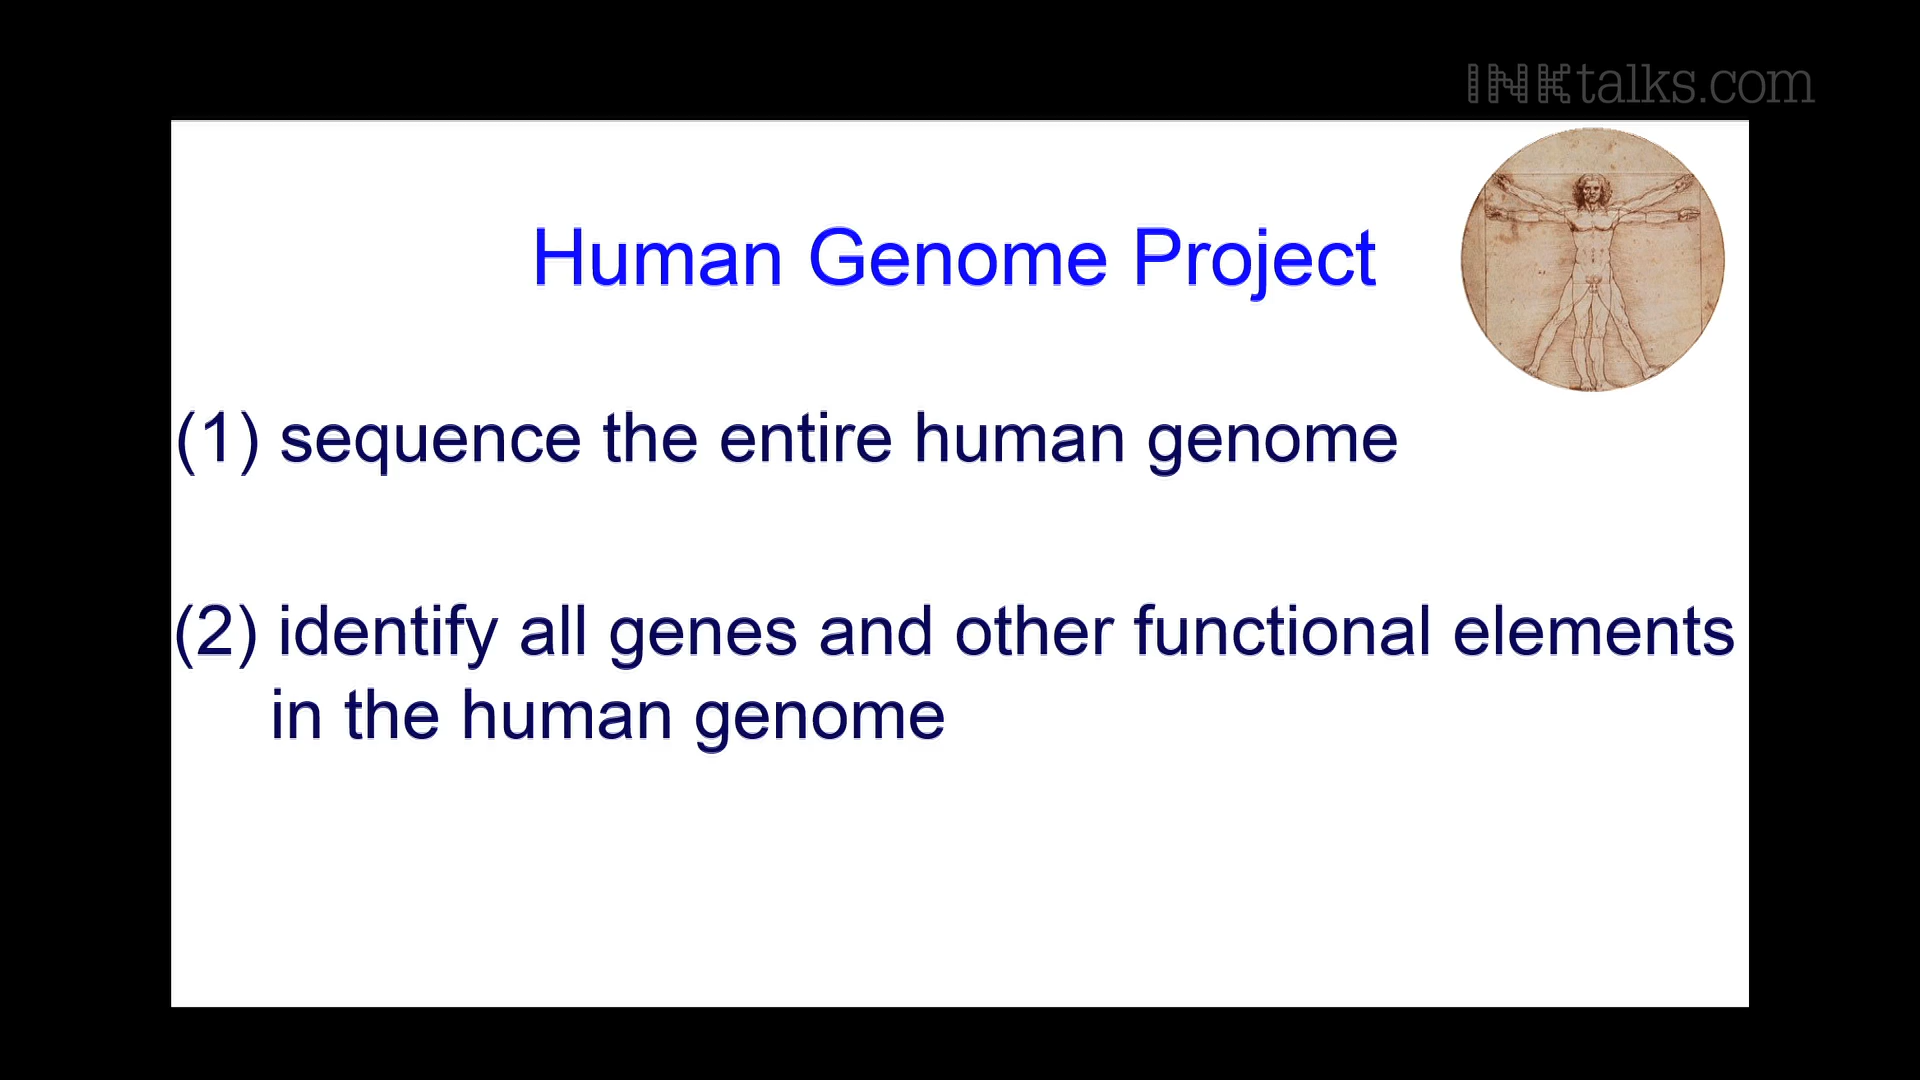 INKtalks.com
Human Genome Project
(1) sequence the entire human genome
(2) identify all genes and other functional elements
in the human genome